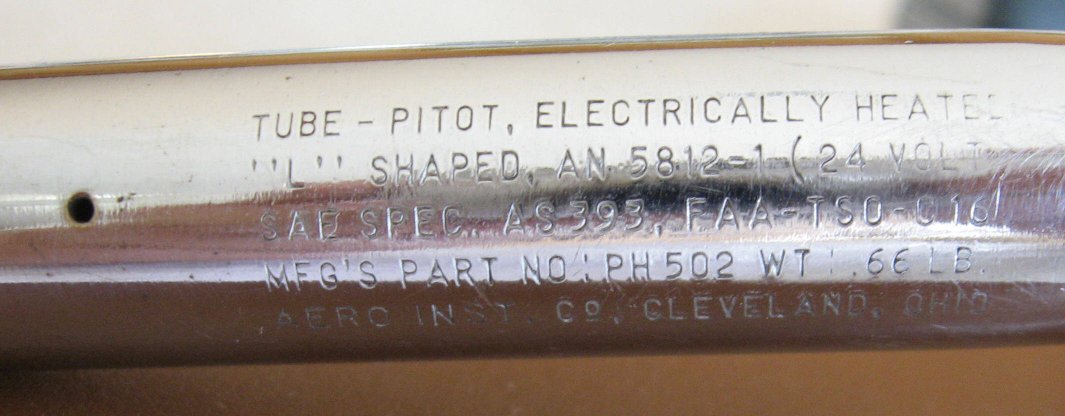 TUBE - PITOT, ELECTRICALLY HEATED
"L" SHAPED, AN 5812-1 (24 VOLT
SAE SPEC. AS 393, FAA-TSO-C16
MFG'S PART NO: PH502 WT: .66 LB.
AERO INST. CO., CLEVELAND, OHIO